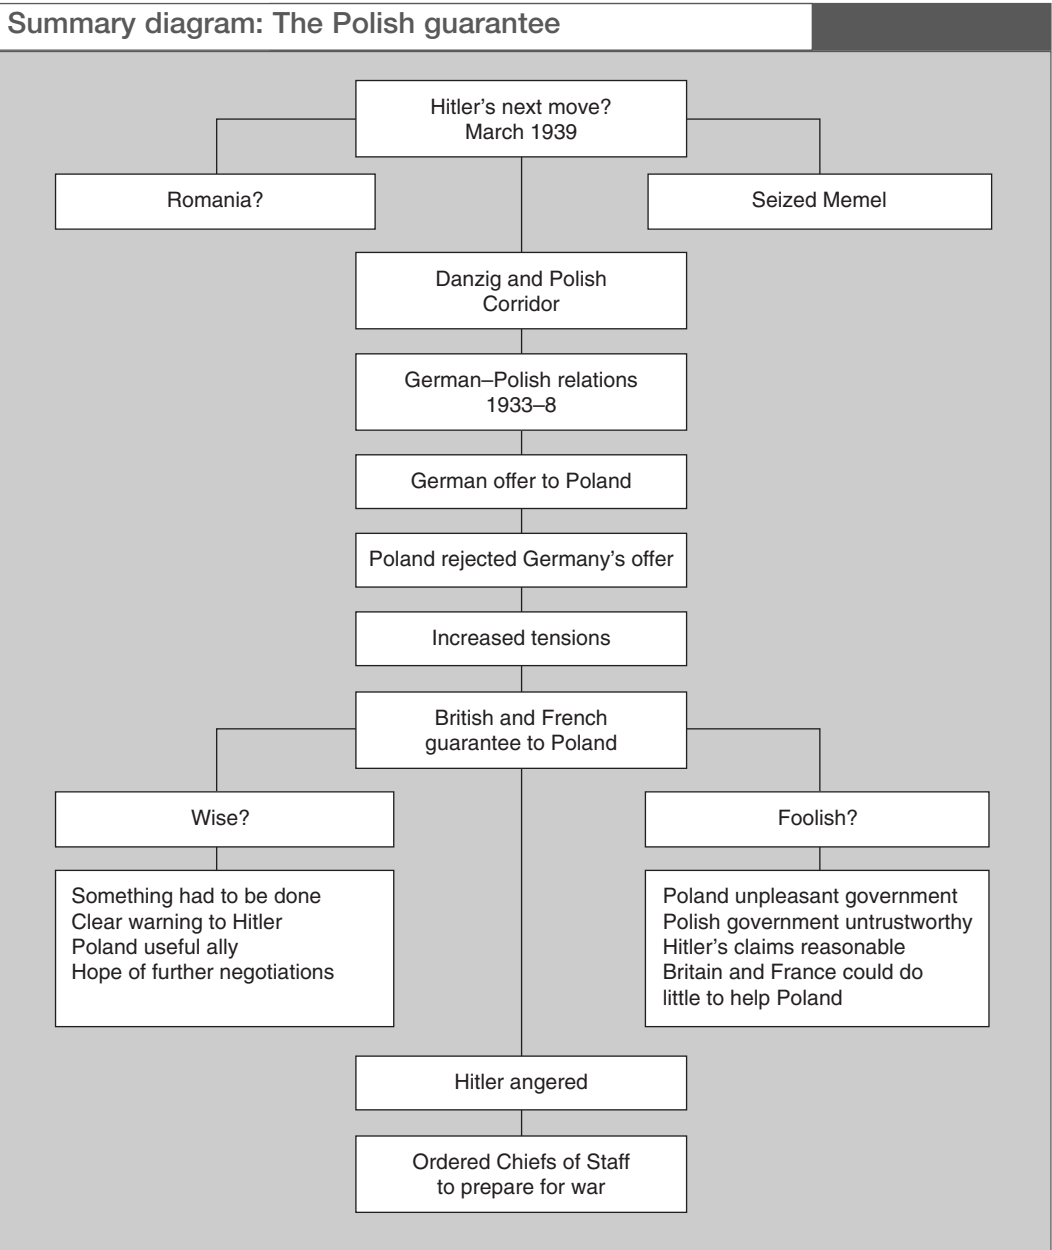 Summary diagram: The Polish guarantee
Hitler’s next move?
March 1939
Romania?
Seized Memel
Danzig and Polish
Corridor
German–Polish relations
1933–8
German offer to Poland
Poland rejected Germany’s offer
Increased tensions
British and French
guarantee to Poland
Wise?
Foolish?
Something had to be done
Clear warning to Hitler
Poland useful ally
Hope of further negotiations
Poland unpleasant government
Polish government untrustworthy
Hitler’s claims reasonable
Britain and France could do
little to help Poland
Hitler angered
Ordered Chiefs of Staff
to prepare for war